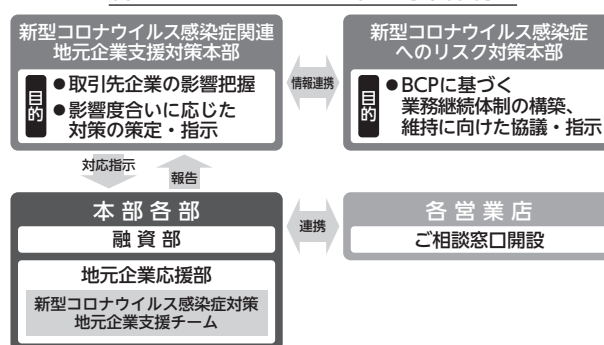 新型コロナウイルス感染症関連
地元企業支援対策本部
目的
●取引先企業の影響把握
●影響度合いに応じた
対策の策定・指示
情報連携
新型コロナウイルス感染症
へのリスク対策本部
目的
●BCPに基づく
業務継続体制の構築、
維持に向けた協議・指示
対応指示
報告
本部各部
融資部
地元企業応援部
新型コロナウイルス感染症対策
地元企業支援チーム
連携
各営業店
ご相談窓口開設